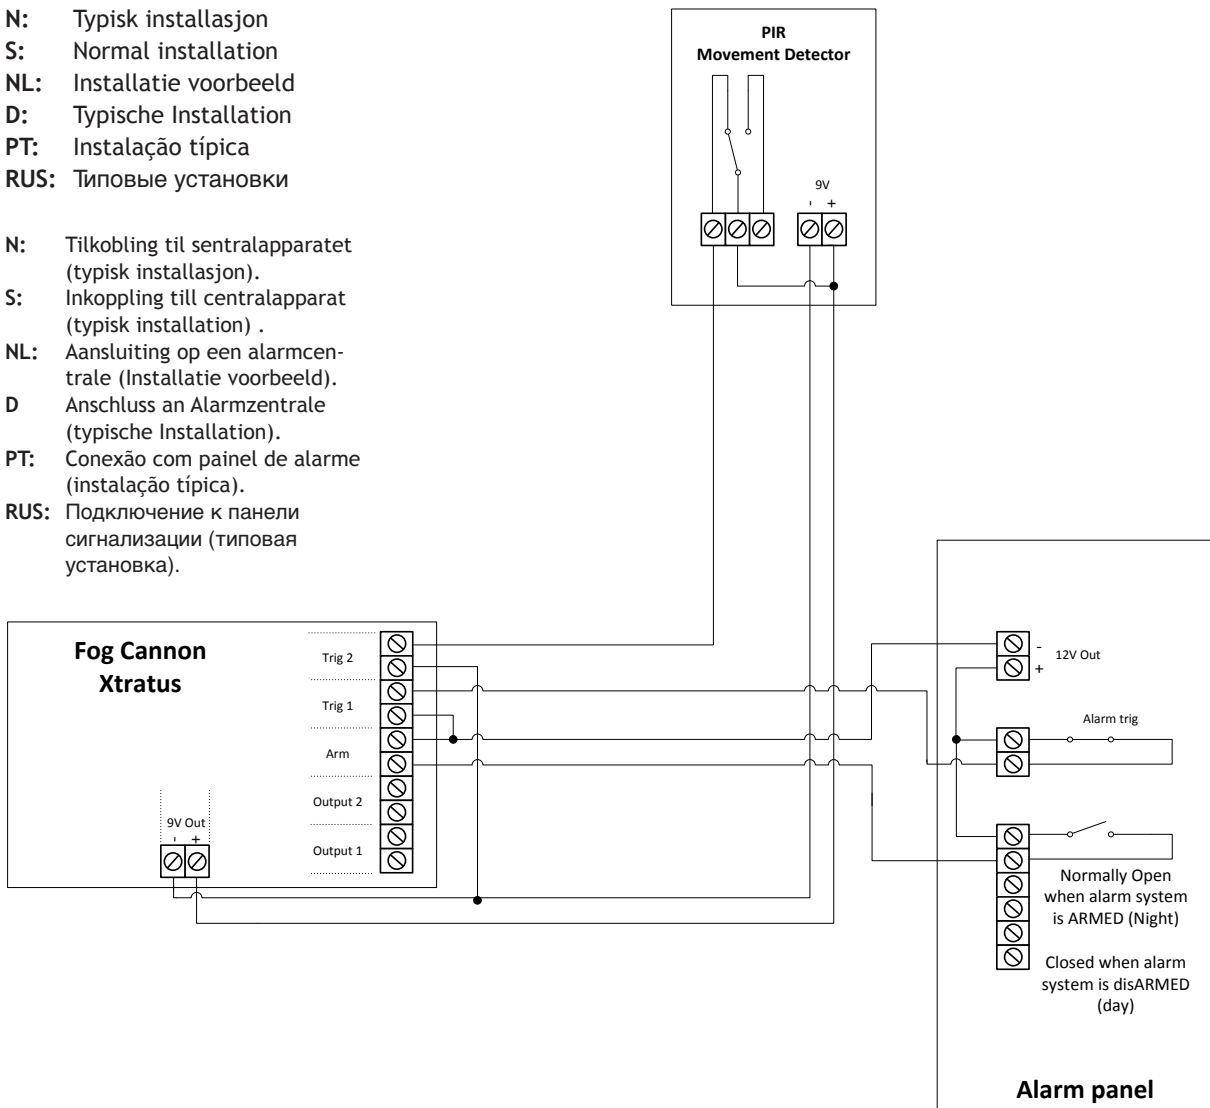 N: Typisk installasjon
S: Normal installation
NL: Installatie voorbeeld
D: Typische Installation
PT: Instalação típica
RUS: Типовые установки
N: Tilkobling til sentralapparatet
(typisk installasjon).
S: Inkoppling till centralapparat
(typisk installation) .
NL: Aansluiting op een alarmcen-
trale (Installatie voorbeeld).
D Anschluss an Alarmzentrale
(typische Installation).
PT: Conexão com painel de alarme
(instalação típica).
RUS: Подключение к панели
сигнализации (типовая
установка).
PIR
Movement Detector
9V
- +
Fog Cannon
Xtratus
Trig 2
Trig 1
Arm
Output 2
Output 1
9V Out
- +
-
12V Out
+
Alarm trig
Normally Open
when alarm system
is ARMED (Night)
Closed when alarm
system is disARMED
(day)
Alarm panel